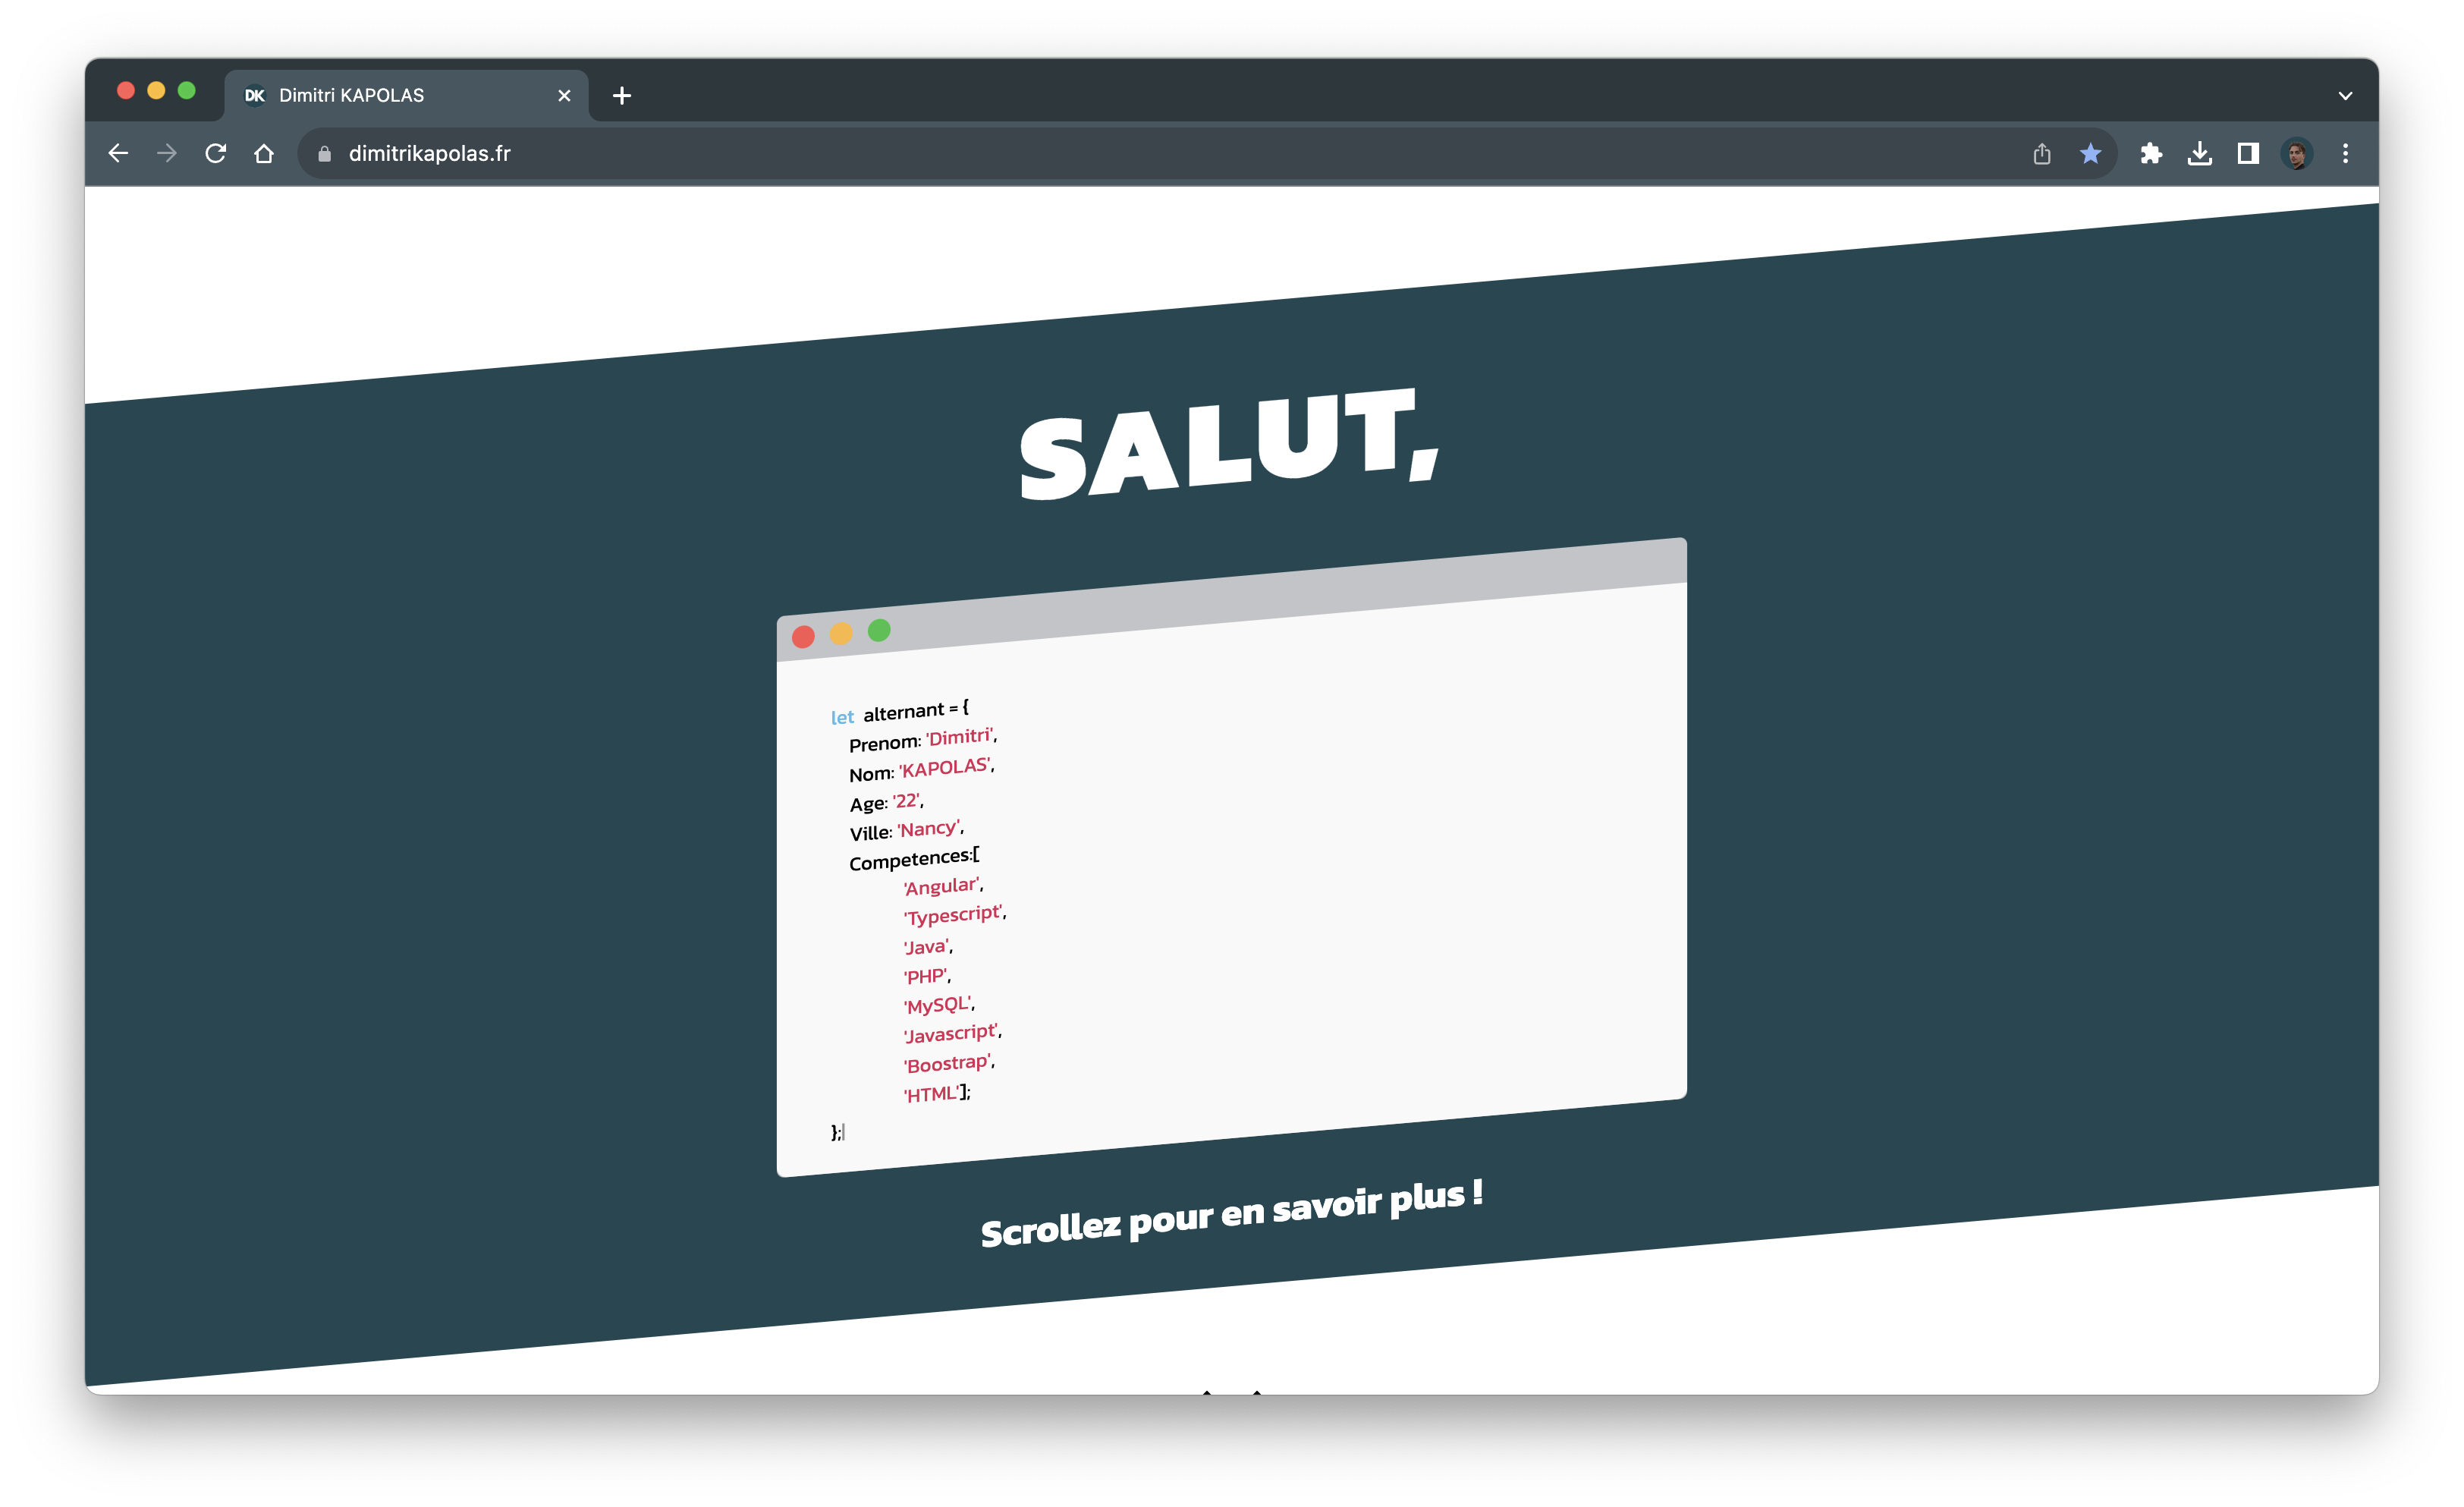 DK Dimitri KAPOLAS
dimitrikapolas.fr
SALUT,
let alternant = {
Prenom: 'Dimitri',
Nom: 'KAPOLAS',
Age: '22',
Ville: 'Nancy',
Competences:[
'Angular',
'Typescript',
'Java',
'PHP',
'MySQL',
'Javascript',
'Boostrap',
'HTML'];
};
Scrollez pour en savoir plus !